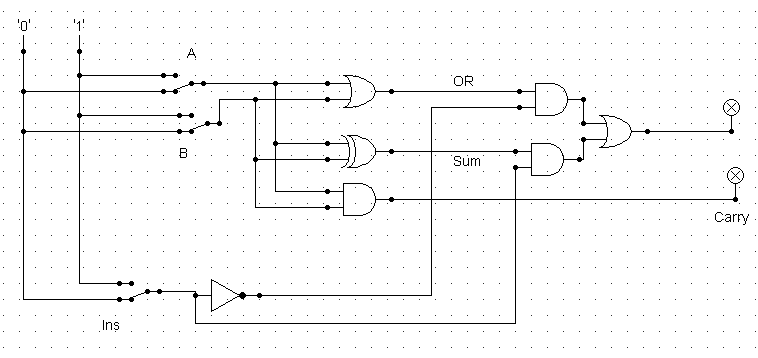 '0' '1'
A
OR
B
Sum
Carry
Ins